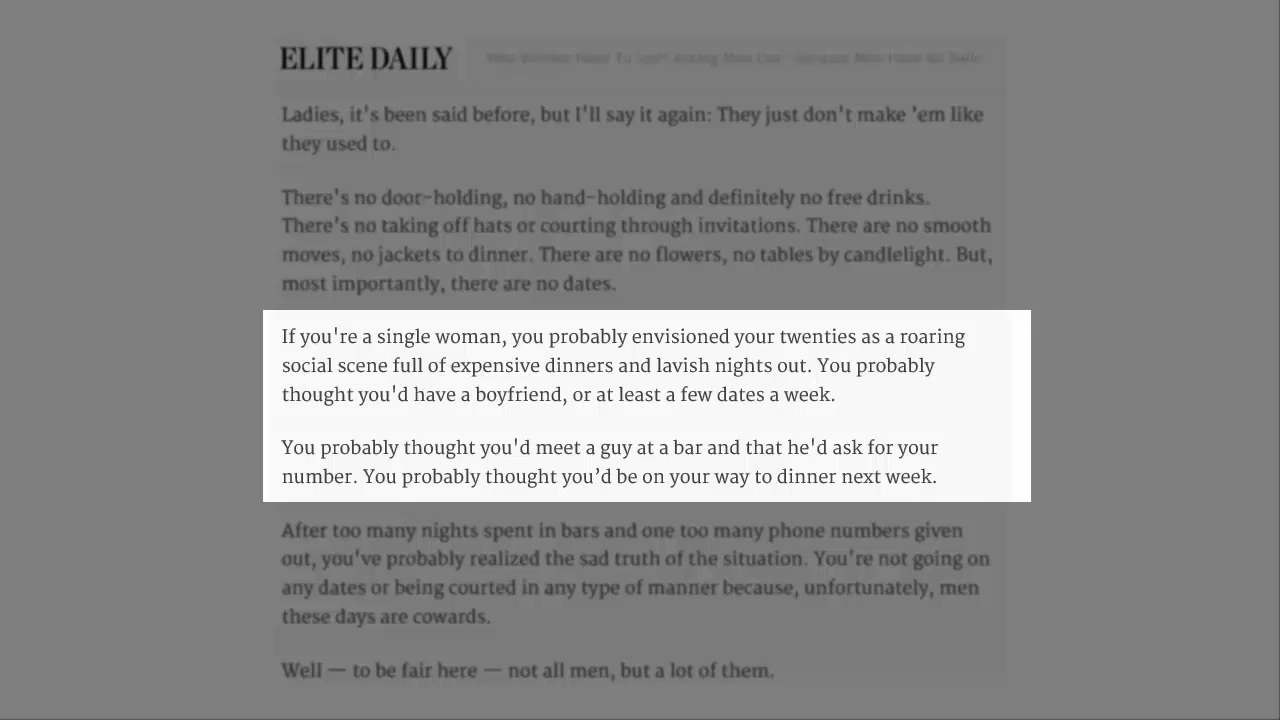 ELITE DAILY
Ladies, it's been said before, but I'll say it again: They just don't make 'em like
they used to.
There's no door-holding, no hand-holding and definitely no free drinks.
There's no taking off hats or courting through invitations. There are no smooth
moves, no jackets to dinner. There are no flowers, no tables by candlelight. But,
most importantly, there are no dates.
If you're a single woman, you probably envisioned your twenties as a roaring
social scene full of expensive dinners and lavish nights out. You probably
thought you'd have a boyfriend, or at least a few dates a week.
You probably thought you'd meet a guy at a bar and that he'd ask for your
number. You probably thought you’d be on your way to dinner next week.
After too many nights spent in bars and one too many phone numbers given
out, you've probably realized the sad truth of the situation. You're not going on
any dates or being courted in any type of manner because, unfortunately, men
these days are cowards.
Well — to be fair here — not all men, but a lot of them.